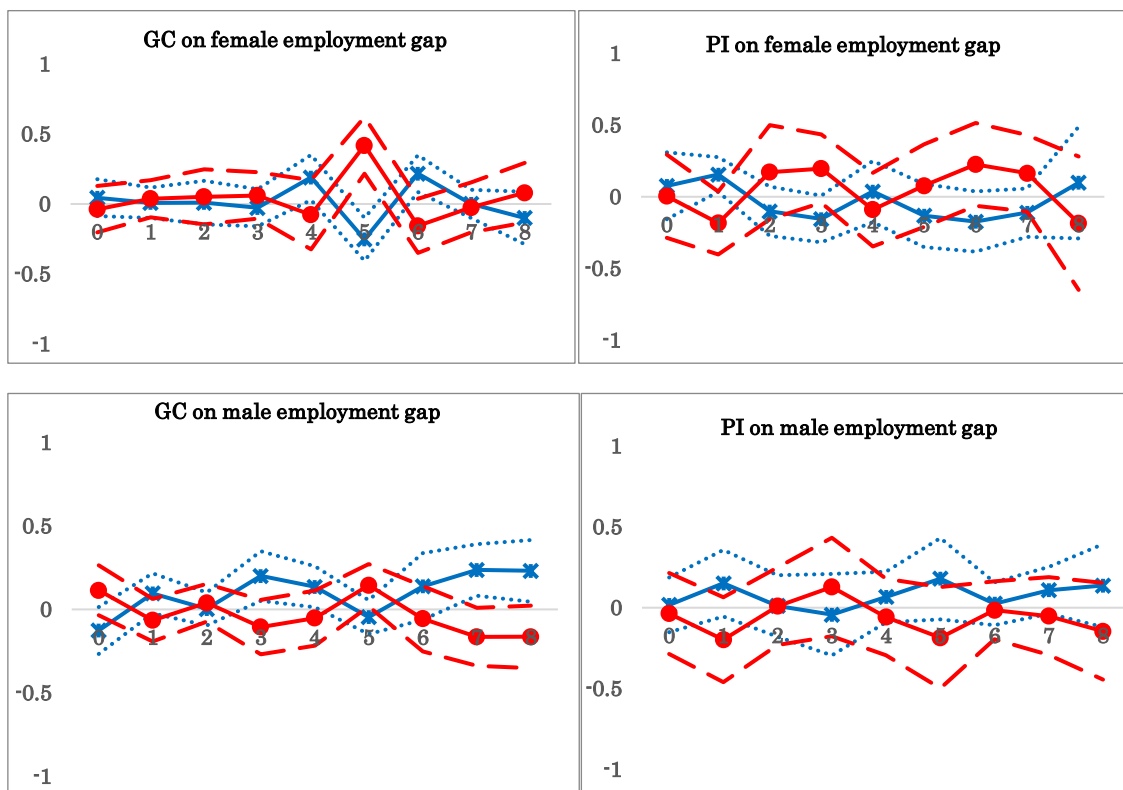 GC on female employment gap
1
0.5
0
-0.5
-1
0 1 2 3 4 5 6 7 8
PI on female employment gap
1
0.5
0
-0.5
-1
0 1 2 3 4 5 6 7 8
GC on male employment gap
1
0.5
0
-0.5
-1
0 1 2 3 4 5 6 7 8
PI on male employment gap
1
0.5
0
-0.5
-1
0 1 2 3 4 5 6 7 8